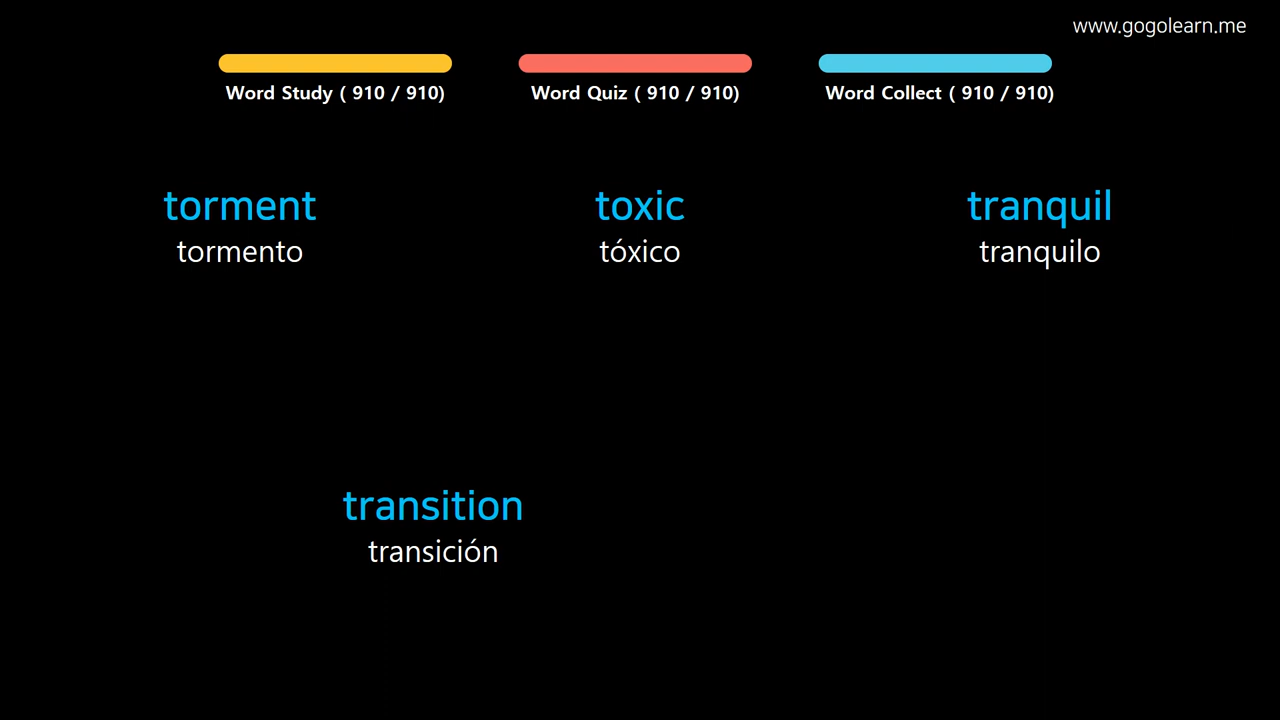 www.gogolearn.me
Word Study ( 910 / 910)
Word Quiz ( 910 / 910)
Word Collect ( 910 / 910)
torment
tormento
toxic
tóxico
tranquil
tranquilo
transition
transición